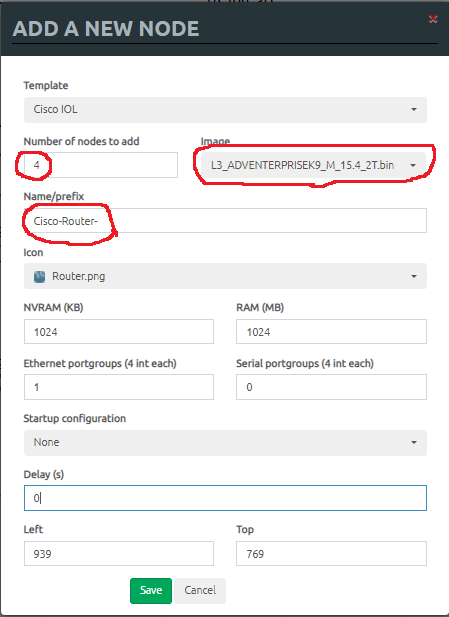 ADD A NEW NODE
Template
Cisco IOL
Number of nodes to add Image
4 L3_ADVENTERPRISEK9_M_15.4_2T.bin
Name/prefix
Cisco-Router-
Icon
Router.png
NVRAM (KB) RAM (MB)
1024 1024
Ethernet portgroups (4 int each) Serial portgroups (4 int each)
1 0
Startup configuration
None
Delay (s)
0
Left Top
939 769
Save Cancel